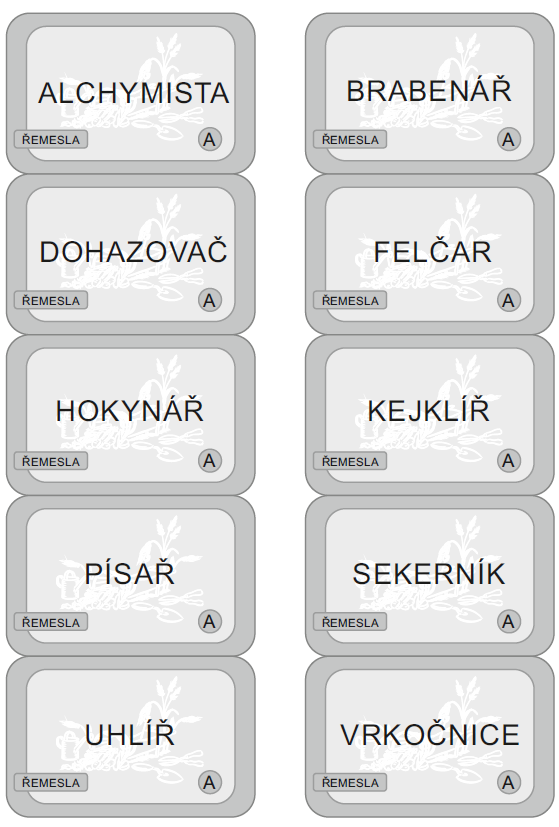 ALCHYMISTA
ŘEMESLA A
BRABENÁŘ
ŘEMESLA A
DOHAZOVAČ
ŘEMESLA A
FELČAR
ŘEMESLA A
HOKYNÁŘ
ŘEMESLA A
KEJKLÍŘ
ŘEMESLA A
PÍSAŘ
ŘEMESLA A
SEKERNÍK
ŘEMESLA A
UHLÍŘ
ŘEMESLA A
VRKOČNICE
ŘEMESLA A